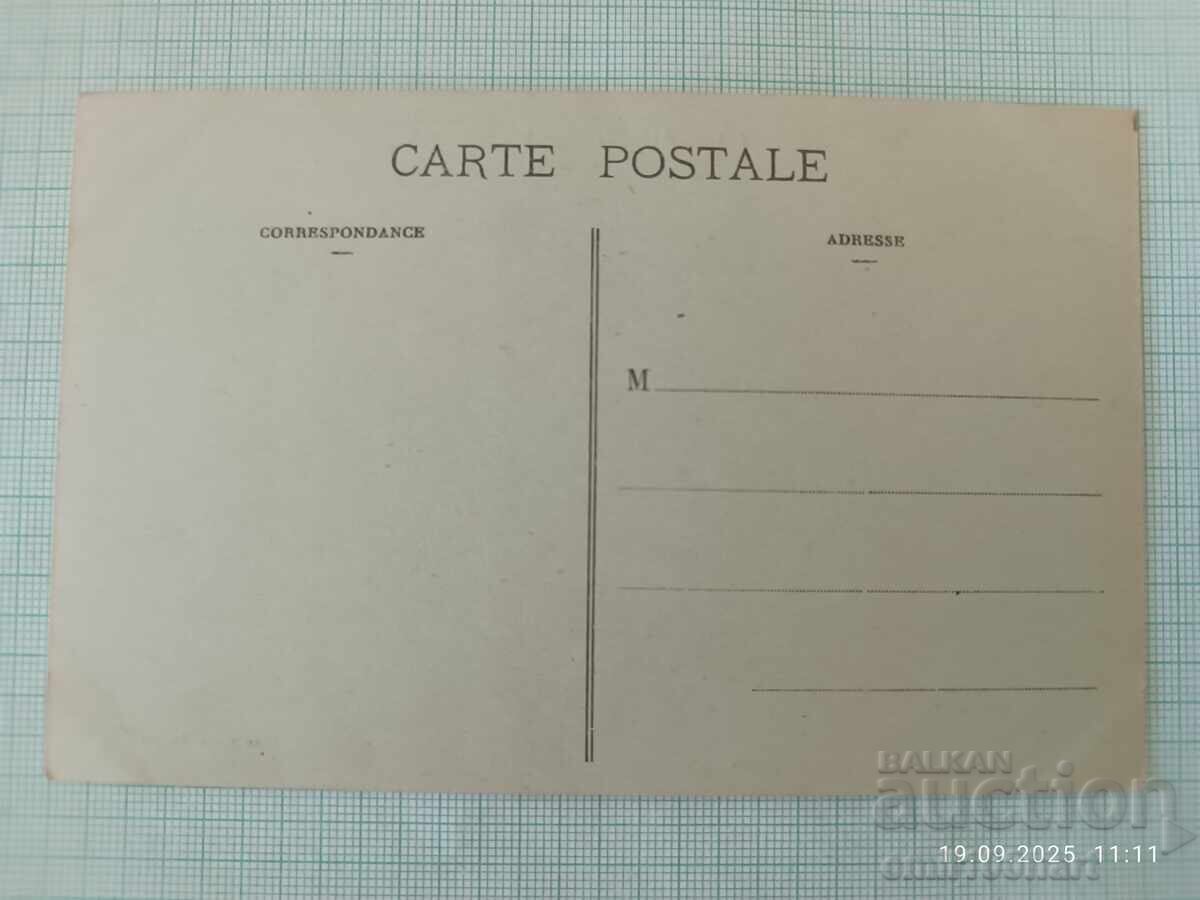 CARTE POSTALE
CORRESPONDANCE
ADRESSE
M
BALKAN
auction
19.09.2025 11:11